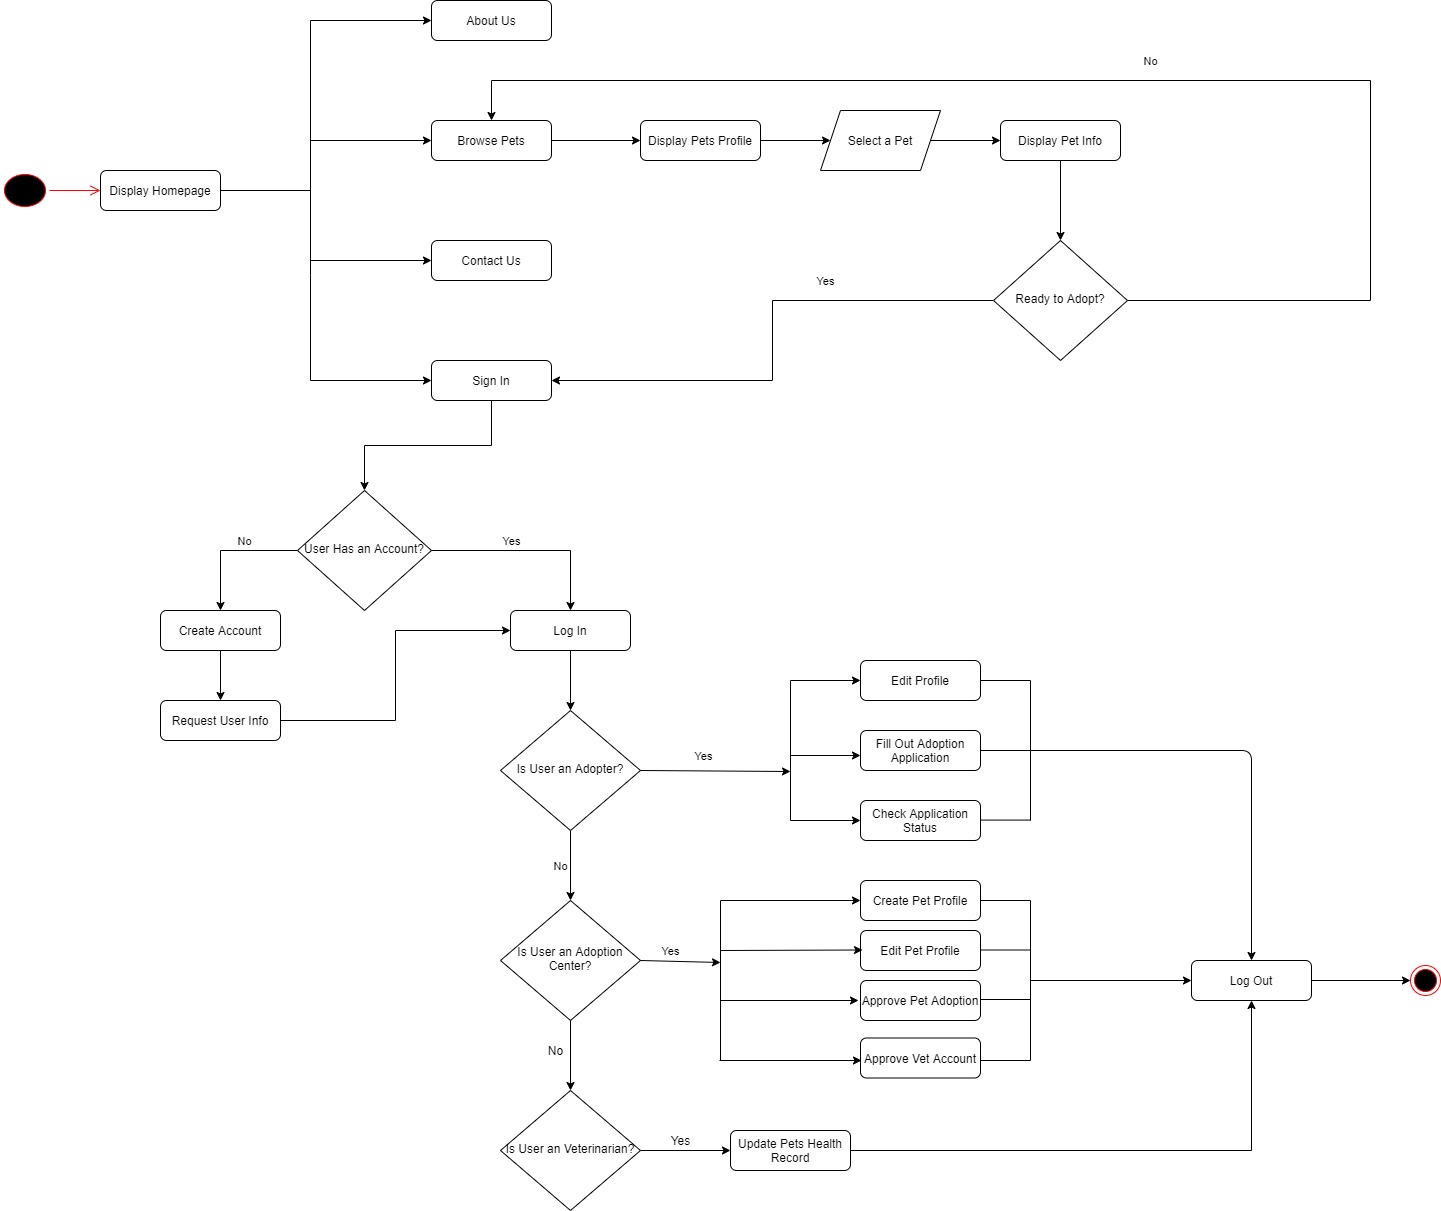 About Us
No
Browse Pets
Display Pets Profile
Select a Pet
Display Pet Info
Display Homepage
Contact Us
Yes
Ready to Adopt?
Sign In
No
User Has an Account?
Yes
Create Account
Log In
Request User Info
Edit Profile
Is User an Adopter?
Yes
Fill Out Adoption
Application
Check Application
Status
No
Create Pet Profile
Is User an Adoption
Center?
Yes
Edit Pet Profile
Approve Pet Adoption
Log Out
No
Approve Vet Account
Is User an Veterinarian?
Yes
Update Pets Health
Record